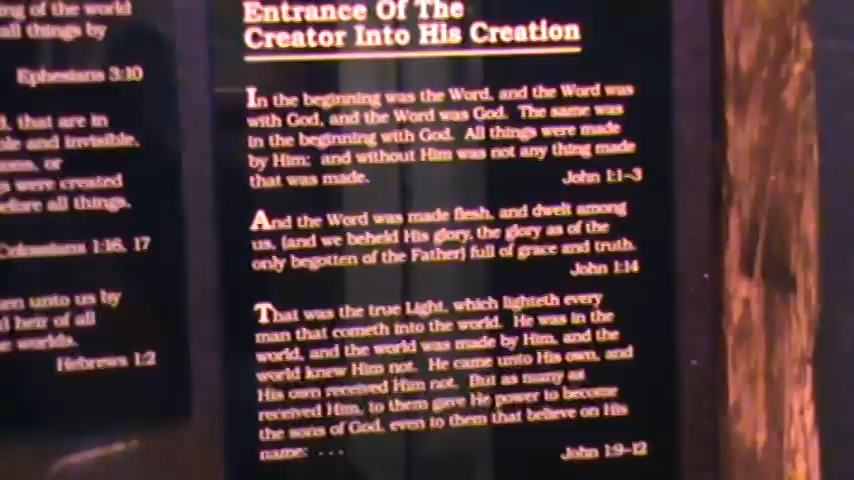 ng of the world
all things by
Ephesians 3:10
, that are in
le and invisible,
or
s were created
efore all things,
Colossians 1:16, 17
en unto us by
d heir of all
worlds.
Hebrews 1:2
Entrance Of The
Creator Into His Creation
In the beginning was the Word, and the Word was
with God, and the Word was God. The same was
in the beginning with God. All things were made
by Him; and without Him was not any thing made
that was made.
John 1:1-3
And the Word was made flesh, and dwelt among
us, (and we beheld His glory, the glory as of the
only begotten of the Father) full of grace and truth.
John 1:14
That was the true Light, which lighteth every
man that cometh into the world. He was in the
world, and the world was made by Him, and the
world knew Him not. He came unto His own, and
His own received Him not. But as many as
received Him, to them gave He power to become
the sons of God, even to them that believe on His
name: . . .
John 1:9-12